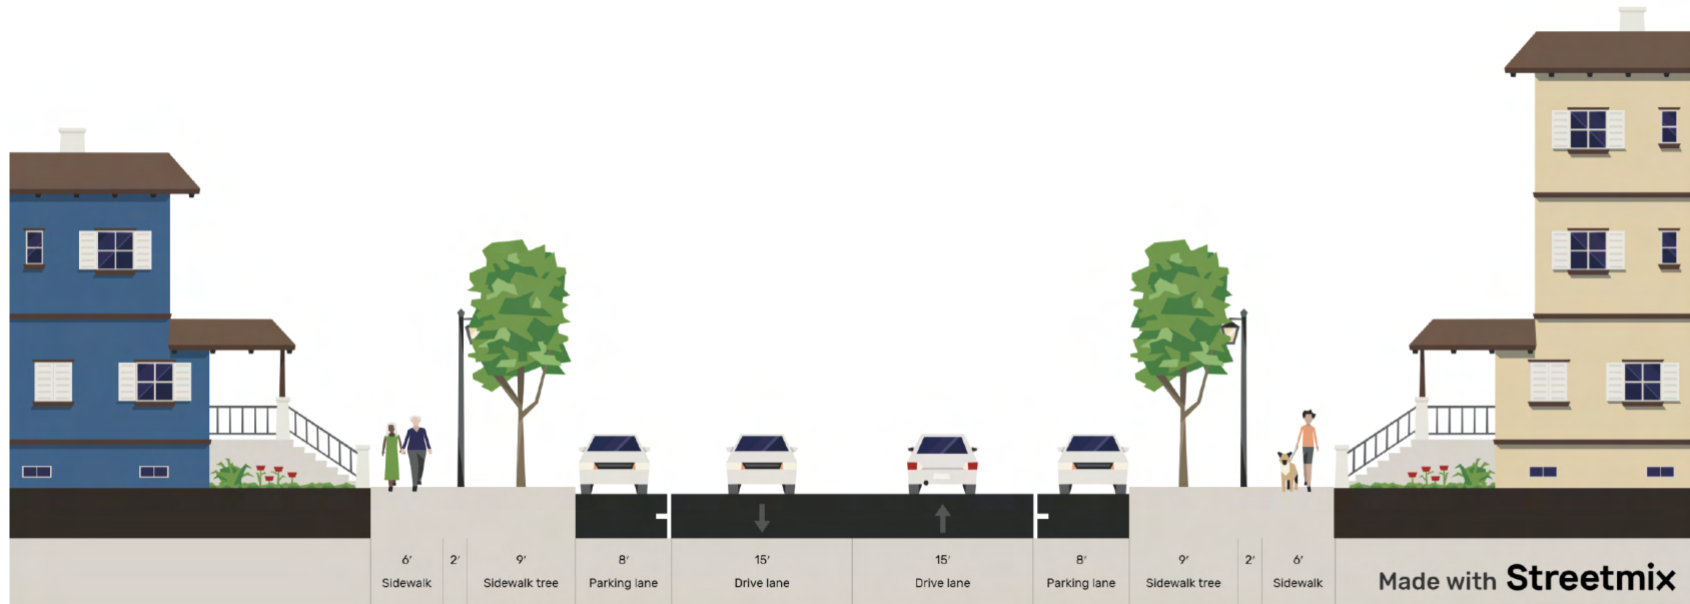 6′ 2′ 9′ 8′ 15′ 15′ 8′ 9′ 2′ 6′
Sidewalk Sidewalk tree Parking lane Drive lane Drive lane Parking lane Sidewalk tree Sidewalk
Made with Streetmix